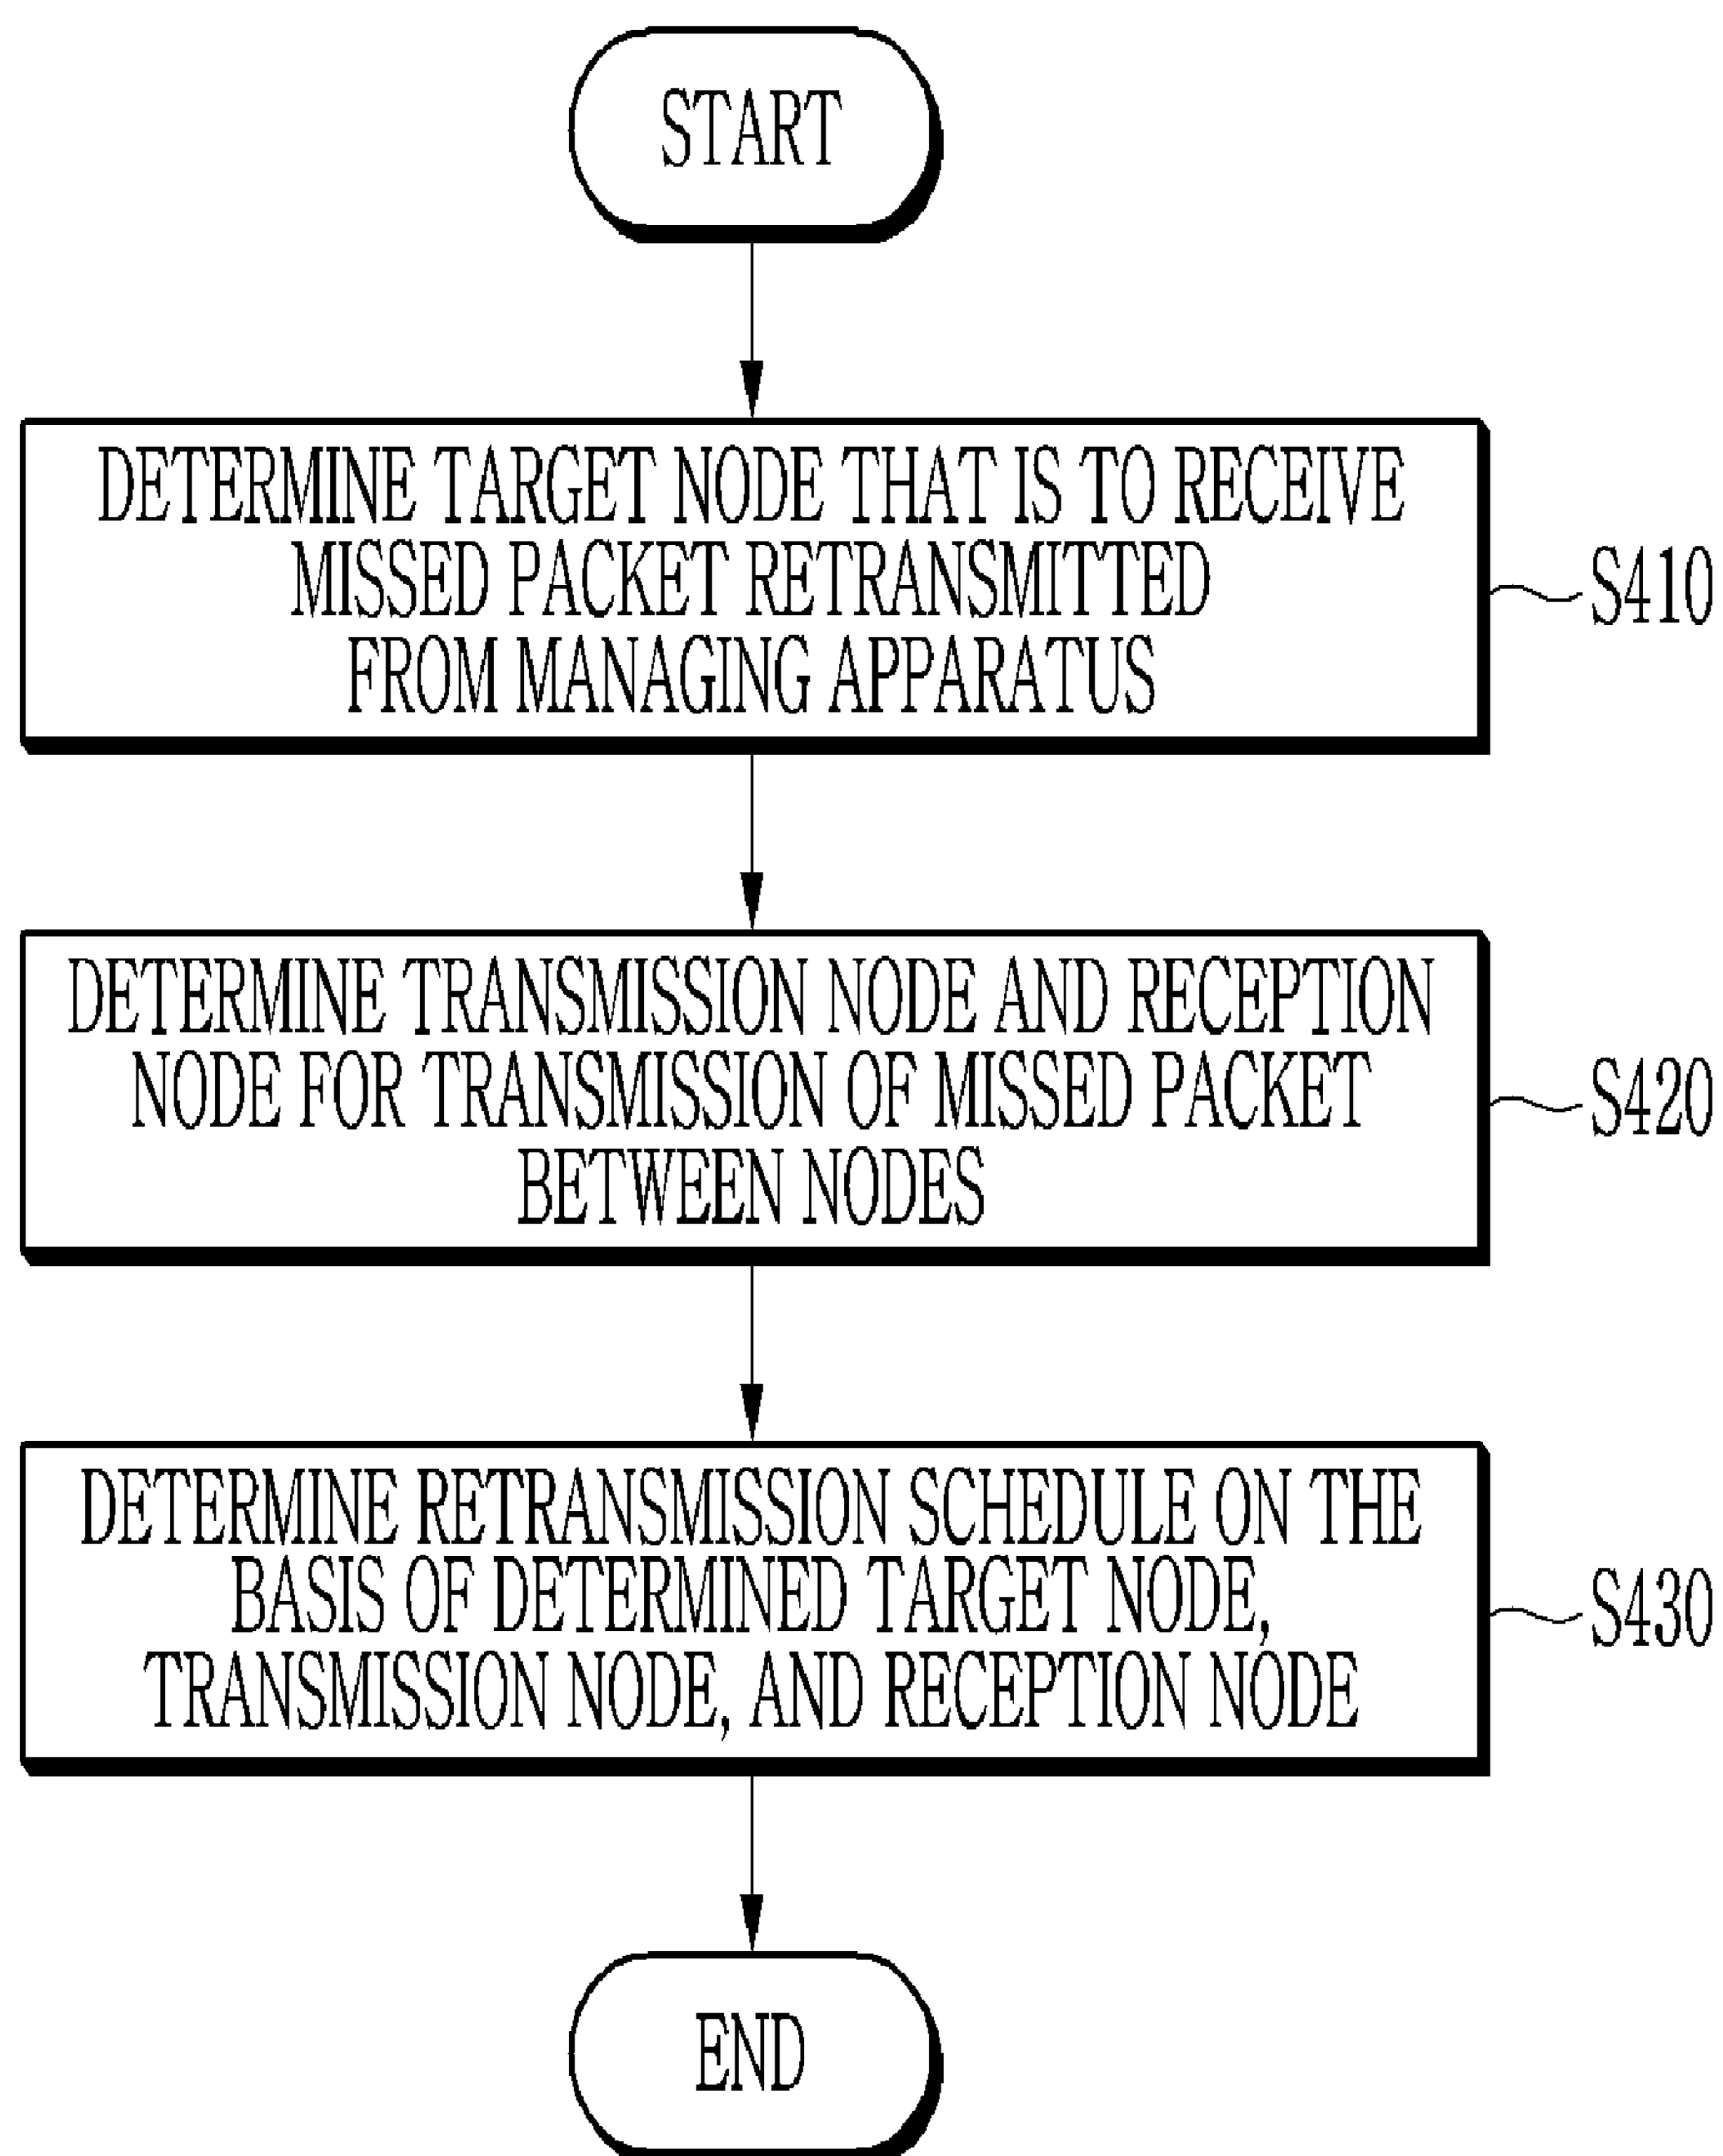 START
DETERMINE TARGET NODE THAT IS TO RECEIVE
MISSED PACKET RETRANSMITTED
FROM MANAGING APPARATUS
S410
DETERMINE TRANSMISSION NODE AND RECEPTION
NODE FOR TRANSMISSION OF MISSED PACKET
BETWEEN NODES
S420
DETERMINE RETRANSMISSION SCHEDULE ON THE
BASIS OF DETERMINED TARGET NODE,
TRANSMISSION NODE, AND RECEPTION NODE
S430
END